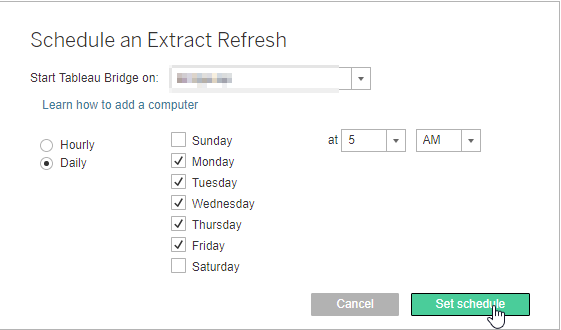 Schedule an Extract Refresh
Start Tableau Bridge on:
Learn how to add a computer
Hourly
Daily
Sunday
Monday
Tuesday
Wednesday
Thursday
Friday
Saturday
at 5 AM
Cancel
Set schedule